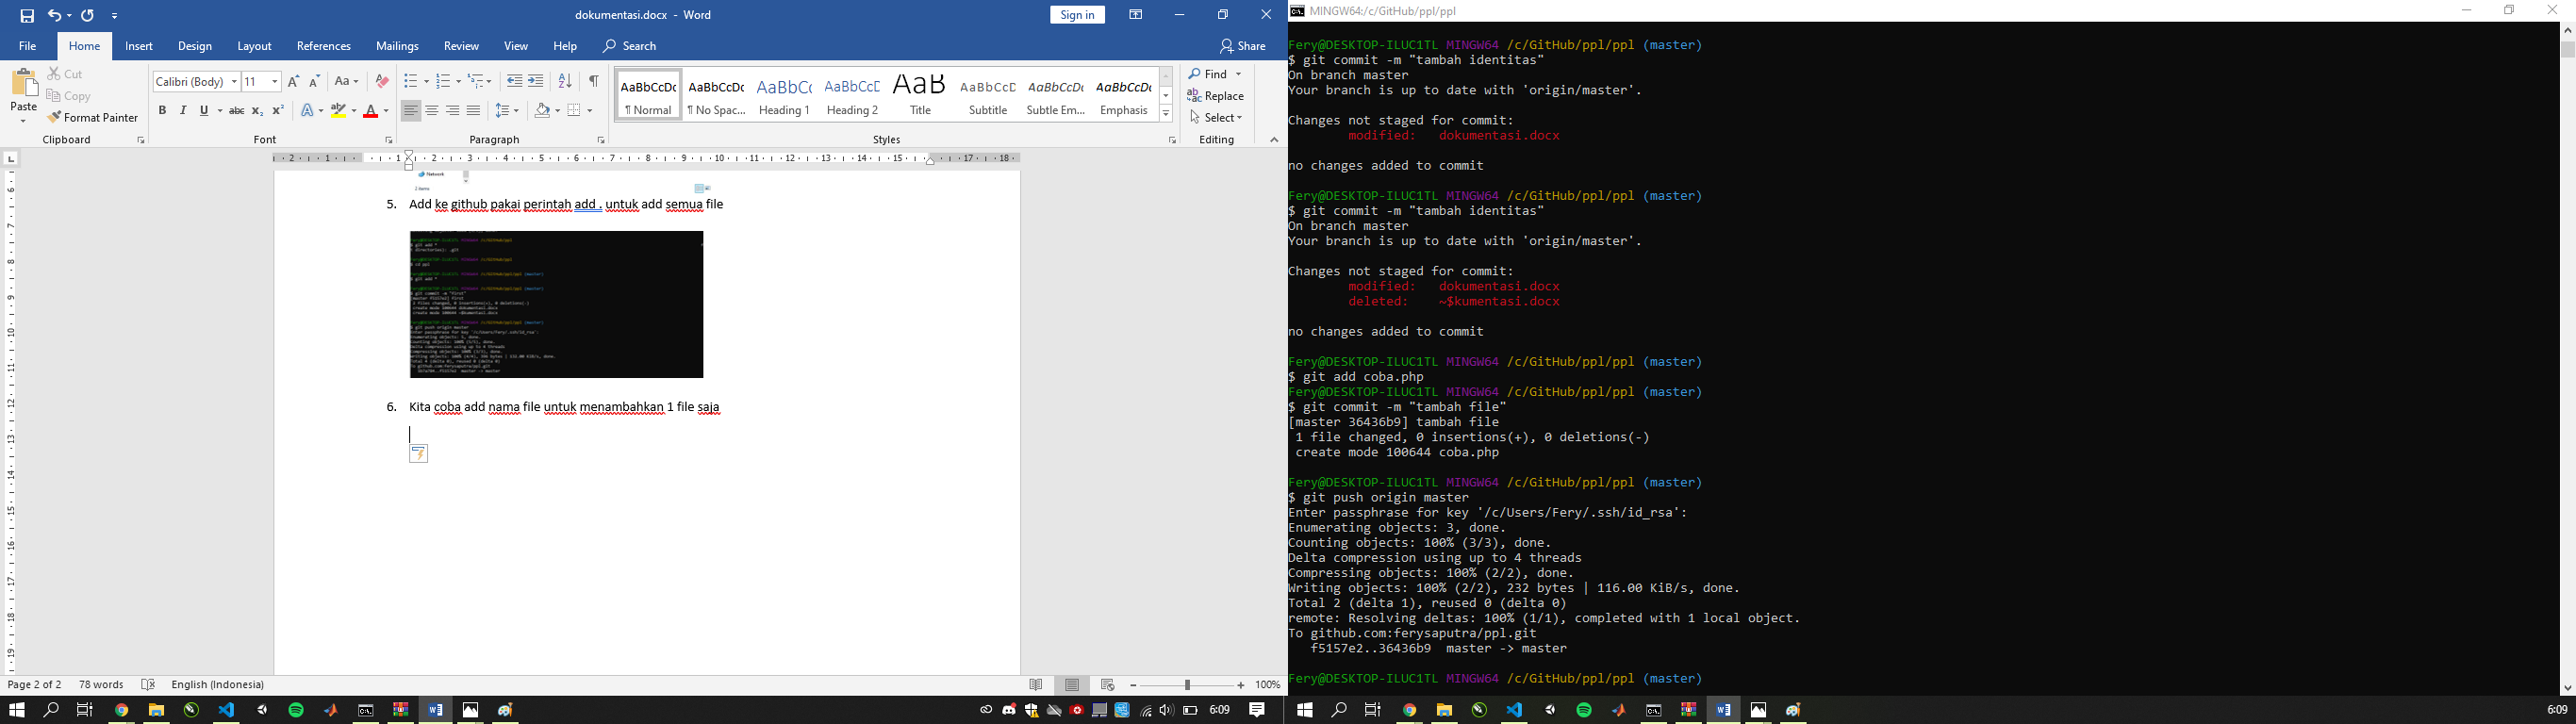 dokumentasi.docx - Word
Sign in
File Home Insert Design Layout References Mailings Review View Help Search Share
Paste
Cut
Copy
Format Painter
Clipboard
Calibri (Body) 11
Font
Paragraph
AaBbCcDc
¶ Normal
AaBbCcDc
¶ No Spac...
AaBbCc
Heading 1
AaBbCcD
Heading 2
AaB
Title
AaBbCcD
Subtitle
AaBbCcDc
Subtle Em...
AaBbCcDc
Emphasis
Styles
Find
Replace
Select
Editing
Network
5. Add ke github pakai perintah add . untuk add semua file
6. Kita coba add nama file untuk menambahkan 1 file saja
Page 2 of 2 78 words English (Indonesia) 100%
6:09
MINGW64:/c/GitHub/ppl/ppl
Fery@DESKTOP-ILUC1TL MINGW64 /c/GitHub/ppl/ppl (master)
$ git commit -m "tambah identitas"
On branch master
Your branch is up to date with 'origin/master'.
Changes not staged for commit:
modified: dokumentasi.docx
no changes added to commit
Fery@DESKTOP-ILUC1TL MINGW64 /c/GitHub/ppl/ppl (master)
$ git commit -m "tambah identitas"
On branch master
Your branch is up to date with 'origin/master'.
Changes not staged for commit:
modified: dokumentasi.docx
deleted: ~$kumentasi.docx
no changes added to commit
Fery@DESKTOP-ILUC1TL MINGW64 /c/GitHub/ppl/ppl (master)
$ git add coba.php
Fery@DESKTOP-ILUC1TL MINGW64 /c/GitHub/ppl/ppl (master)
$ git commit -m "tambah file"
[master 36436b9] tambah file
1 file changed, 0 insertions(+), 0 deletions(-)
create mode 100644 coba.php
Fery@DESKTOP-ILUC1TL MINGW64 /c/GitHub/ppl/ppl (master)
$ git push origin master
Enter passphrase for key '/c/Users/Fery/.ssh/id_rsa':
Enumerating objects: 3, done.
Counting objects: 100% (3/3), done.
Delta compression using up to 4 threads
Compressing objects: 100% (2/2), done.
Writing objects: 100% (2/2), 232 bytes | 116.00 KiB/s, done.
Total 2 (delta 1), reused 0 (delta 0)
remote: Resolving deltas: 100% (1/1), completed with 1 local object.
To github.com:ferysaputra/ppl.git
f5157e2..36436b9 master -> master
Fery@DESKTOP-ILUC1TL MINGW64 /c/GitHub/ppl/ppl (master)
6:09